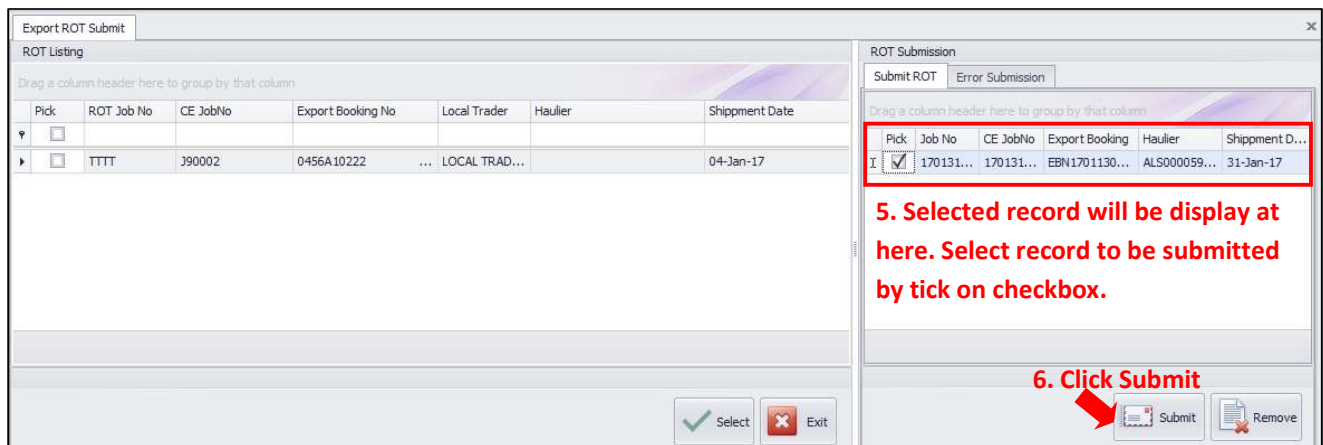 Export ROT Submit
ROT Listing
Drag a column header here to group by that column
Pick ROT Job No CE JobNo Export Booking No Local Trader Haulier Shippment Date
TTTT J90002 0456A10222 ... LOCAL TRAD... 04-Jan-17
Select Exit
ROT Submission
Submit ROT Error Submission
Drag a column header here to group by that column
Pick Job No CE JobNo Export Booking Haulier Shippment D...
170131... 170131... EBN1701130... ALS000059... 31-Jan-17
5. Selected record will be display at
here. Select record to be submitted
by tick on checkbox.
6. Click Submit
Submit Remove